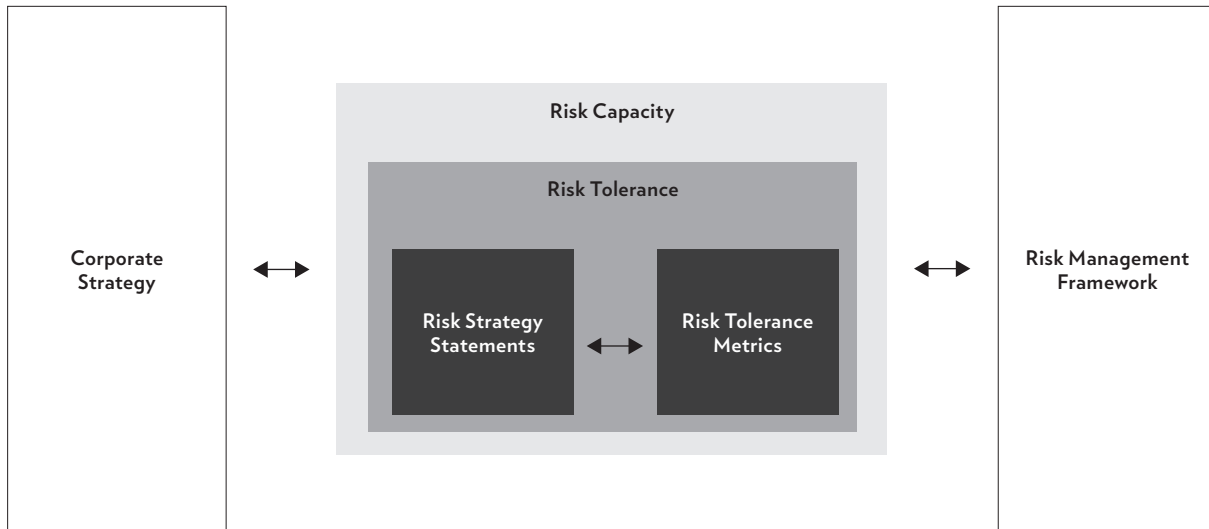 Risk Capacity
Risk Tolerance
Corporate
Strategy
Risk Strategy
Statements
Risk Tolerance
Metrics
Risk Management
Framework